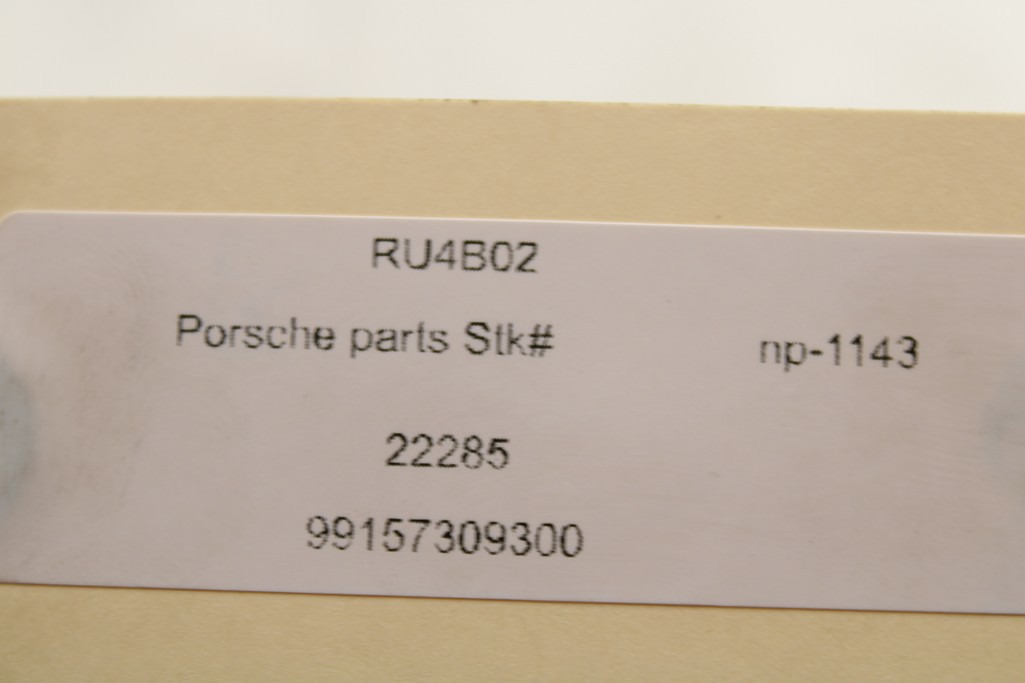 RU4B02
Porsche parts Stk# np-1143
22285
99157309300